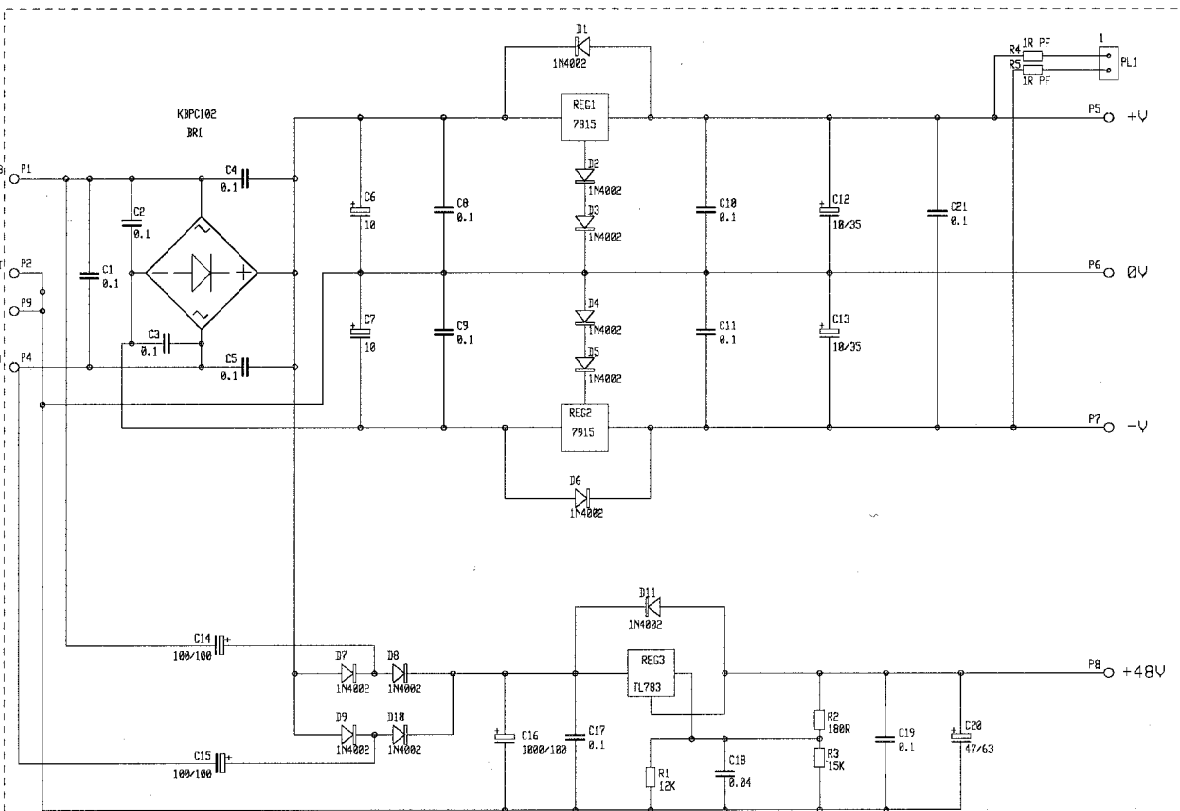 D1
1N4002
1R PF
R4
R5
1R PF
1
PL1
KBPC102
BR1
REG1
7815
P5
+V
P1
C4
0.1
C2
0.1
C6
10
C8
0.1
D2
1N4002
D3
1N4002
C10
0.1
C12
10/35
C21
0.1
P2
C1
0.1
P6
0V
P9
C3
0.1
C7
10
C9
0.1
D4
1N4002
D5
1N4002
C11
0.1
C13
10/35
P4
C5
0.1
REG2
7915
P7
-V
D6
1N4002
D11
1N4002
C14
100/100
D7
1N4002
D8
1N4002
REG3
TL783
P8
+48V
D9
1N4002
D10
1N4002
C16
1000/100
C17
0.1
R2
180R
C19
0.1
C20
47/63
C15
100/100
R1
12K
C18
0.04
R3
15K